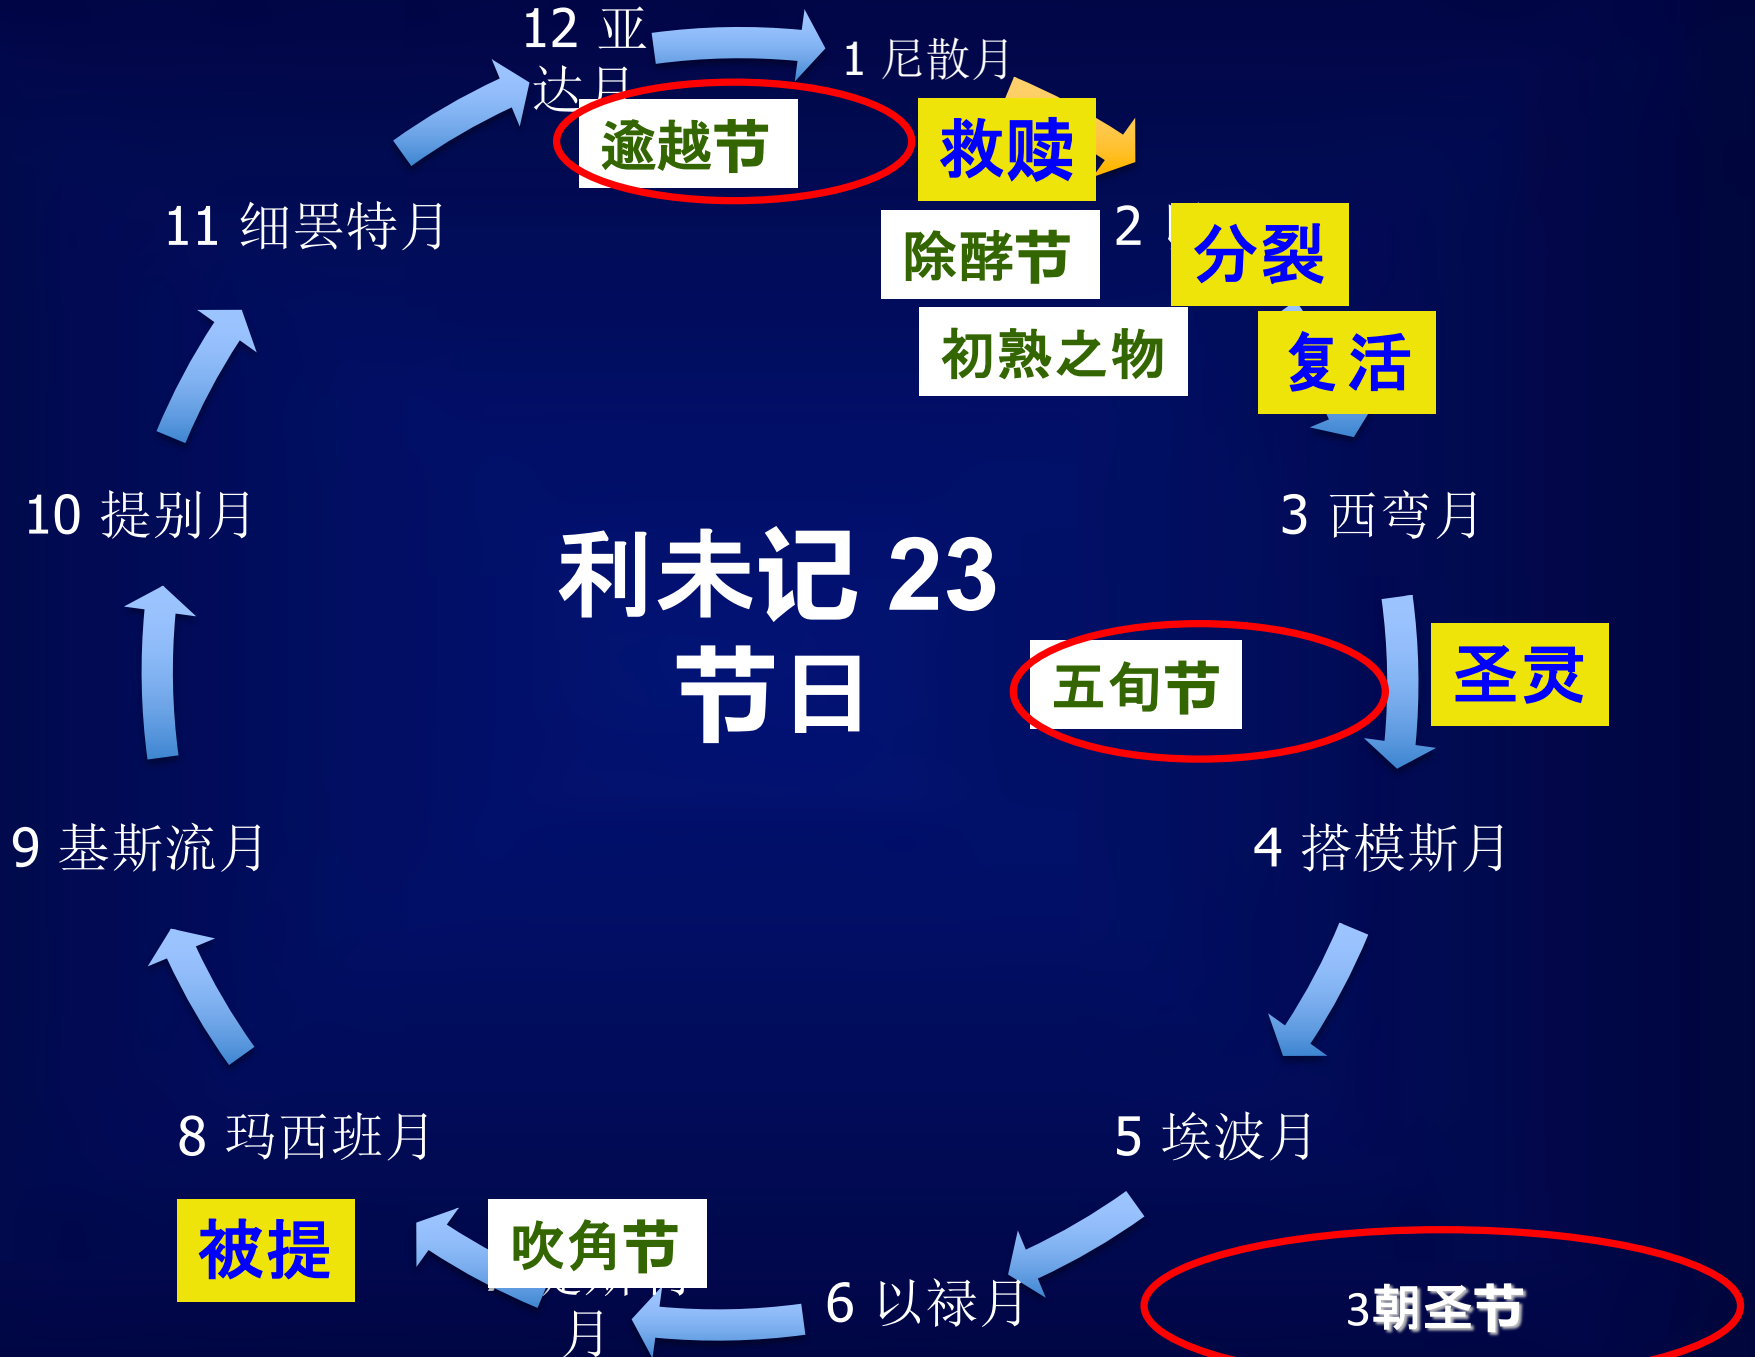 12 亚
达月
1 尼散月
逾越节
救赎
11 细罢特月
除酵节
2
分裂
初熟之物
复活
10 提别月
3 西弯月
利未记 23
节日
五旬节
圣灵
9 基斯流月
4 搭模斯月
8 玛西班月
5 埃波月
被提
吹角节
月
6 以禄月
3朝圣节